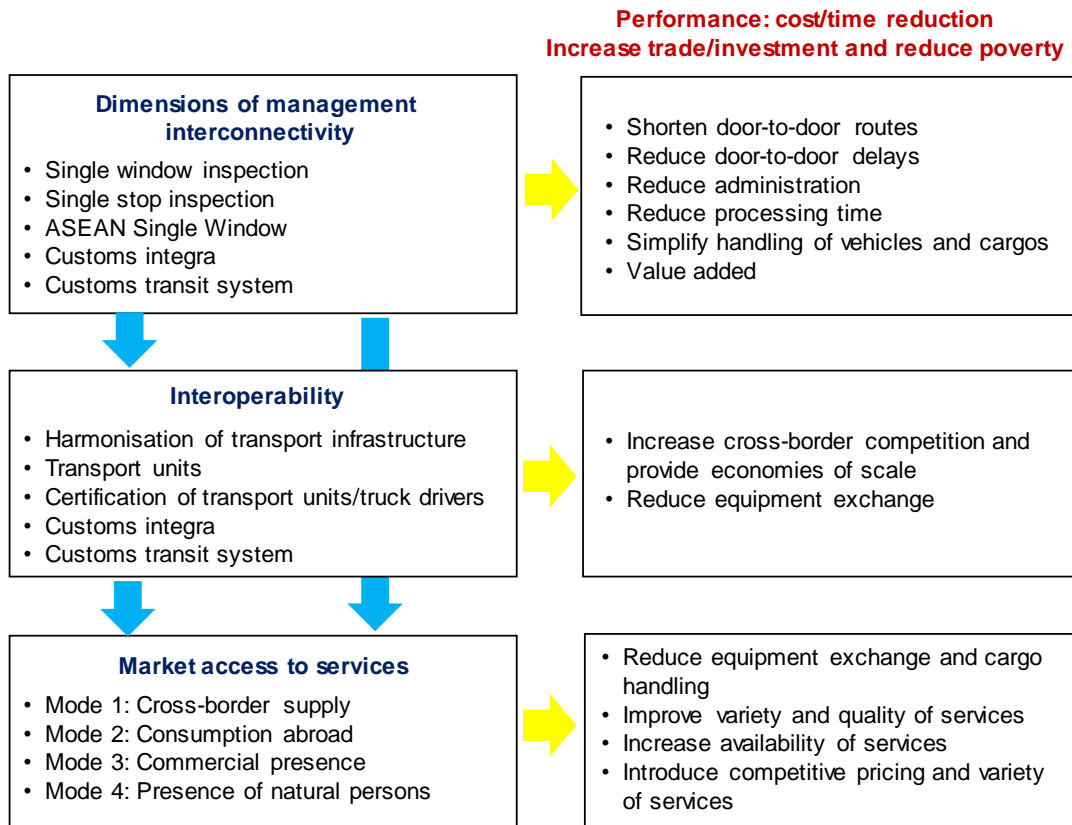 Performance: cost/time reduction
Increase trade/investment and reduce poverty
Dimensions of management
interconnectivity
• Single window inspection
• Single stop inspection
• ASEAN Single Window
• Customs integra
• Customs transit system
• Shorten door-to-door routes
• Reduce door-to-door delays
• Reduce administration
• Reduce processing time
• Simplify handling of vehicles and cargos
• Value added
Interoperability
• Harmonisation of transport infrastructure
• Transport units
• Certification of transport units/truck drivers
• Customs integra
• Customs transit system
• Increase cross-border competition and
provide economies of scale
• Reduce equipment exchange
Market access to services
• Mode 1: Cross-border supply
• Mode 2: Consumption abroad
• Mode 3: Commercial presence
• Mode 4: Presence of natural persons
• Reduce equipment exchange and cargo
handling
• Improve variety and quality of services
• Increase availability of services
• Introduce competitive pricing and variety
of services